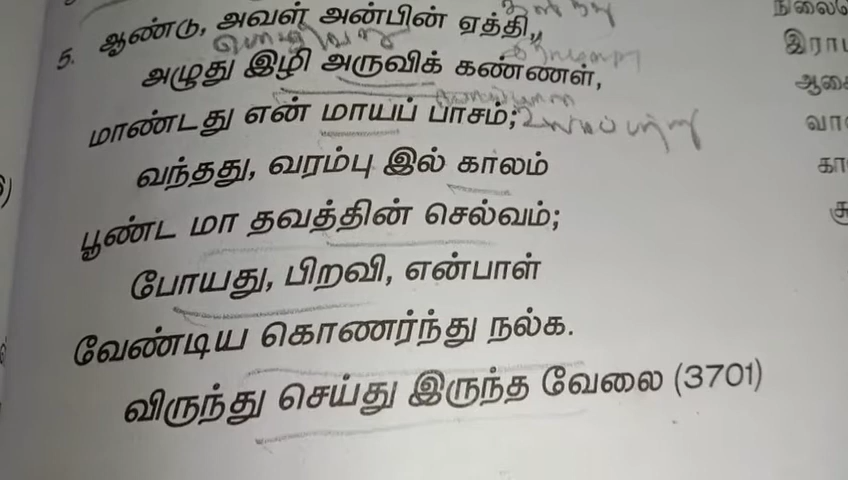 5. ஆண்டு, அவள் அன்பின் ஏத்தி,
அழுது இழி அருவிக் கண்ணள்,
மாண்டது என் மாயப் பாசம்;
வந்தது, வரம்பு இல் காலம்
பூண்ட மா தவத்தின் செல்வம்;
போயது, பிறவி, என்பாள்
வேண்டிய கொணர்ந்து நல்க.
விருந்து செய்து இருந்த வேலை (3701)